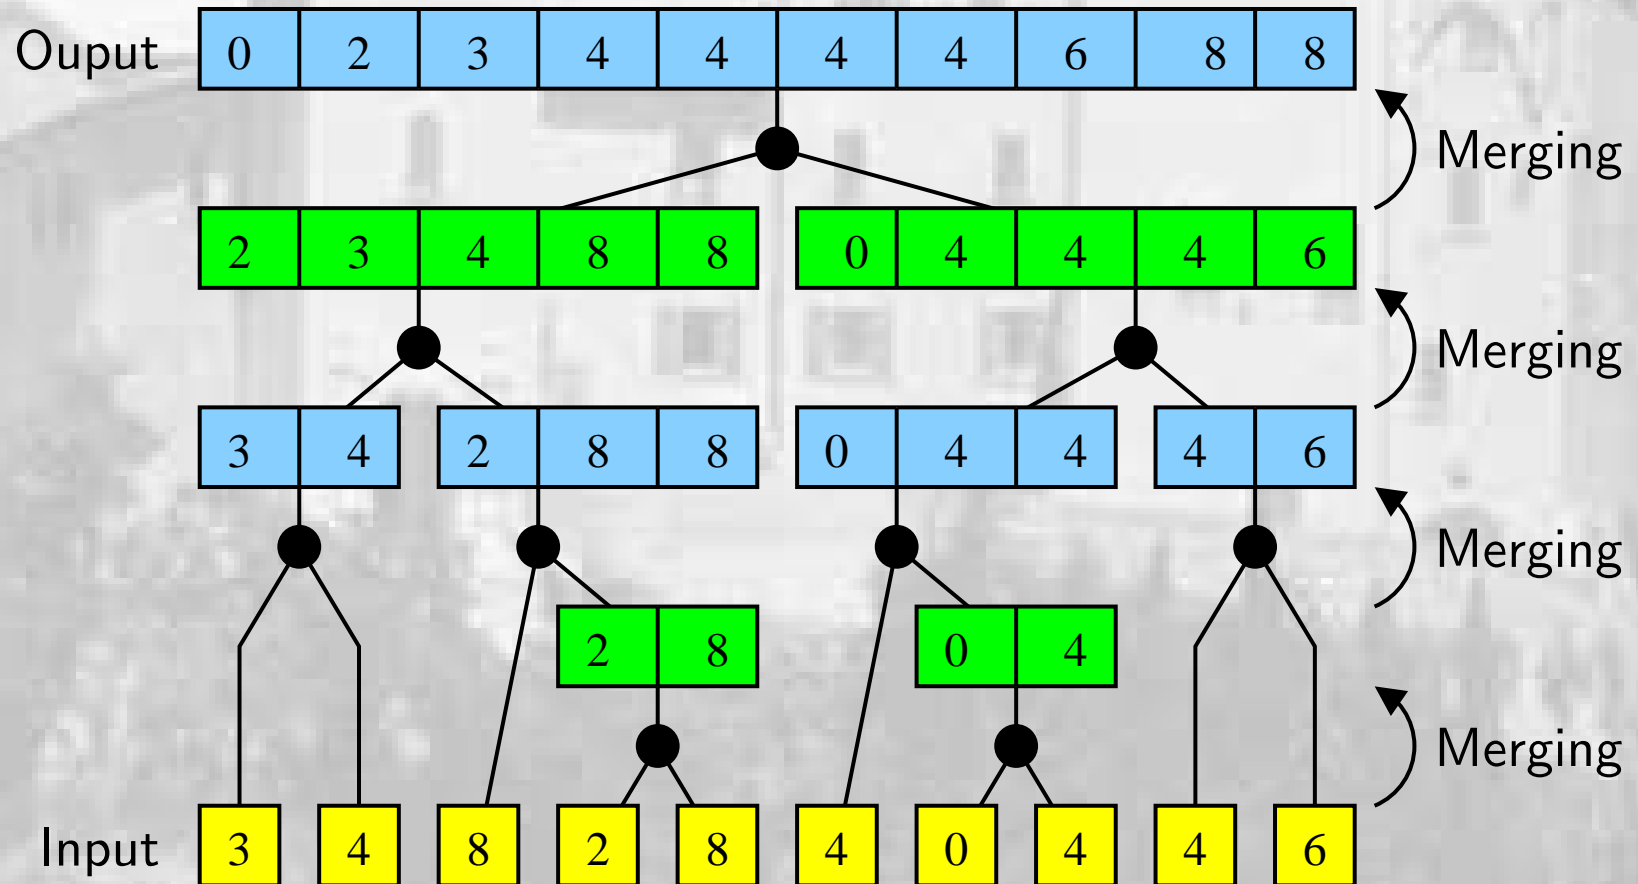 Ouput 0 2 3 4 4 4 4 6 8 8
Merging
2 3 4 8 8 0 4 4 4 6
Merging
3 4 2 8 8 0 4 4 4 6
Merging
2 8 0 4
Merging
Input 3 4 8 2 8 4 0 4 4 6